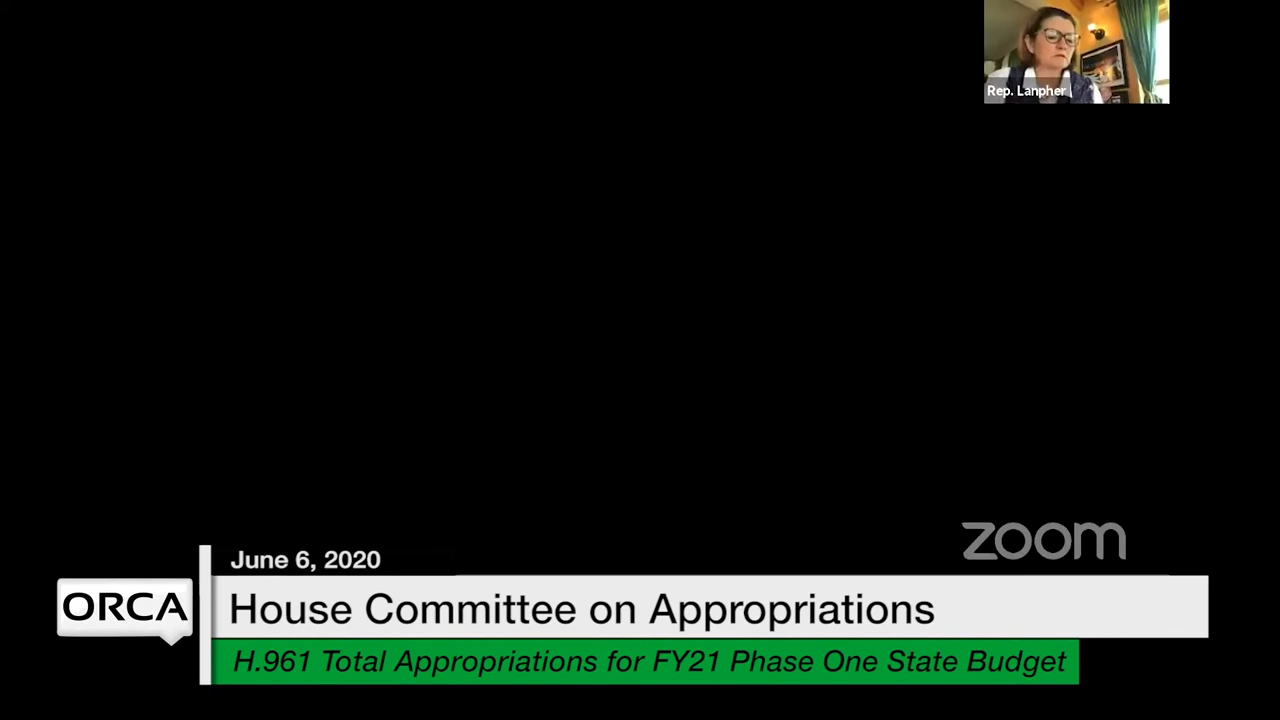 Rep. Lanpher
zoom
June 6, 2020
ORCA
House Committee on Appropriations
H.961 Total Appropriations for FY21 Phase One State Budget